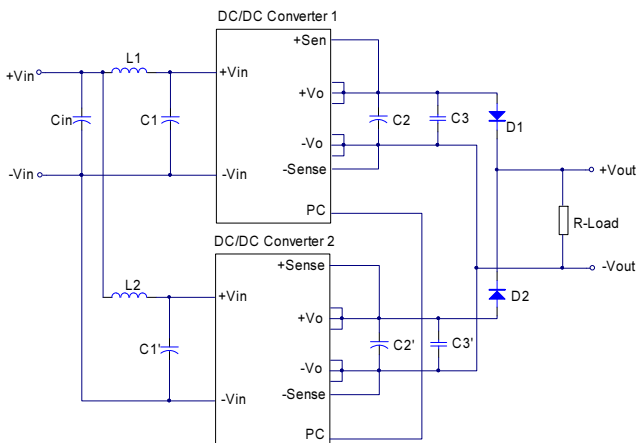 DC/DC Converter 1
+Sen
L1
+Vin
+Vin
+Vo
Cin
C1
C2
C3
D1
-Vo
-Vin
-Vin
-Sense
+Vout
PC
R-Load
DC/DC Converter 2
+Sense
-Vout
L2
+Vin
D2
+Vo
C1'
C2'
C3'
-Vo
-Vin
-Sense
PC